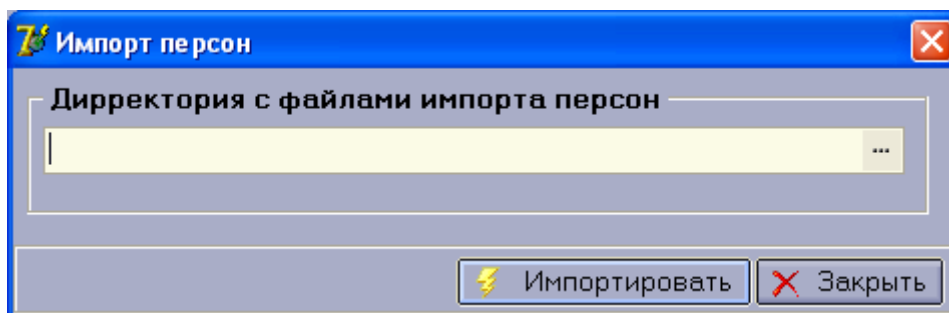 Импорт персон
Дирректория с файлами импорта персон
...
Импортировать
Закрыть